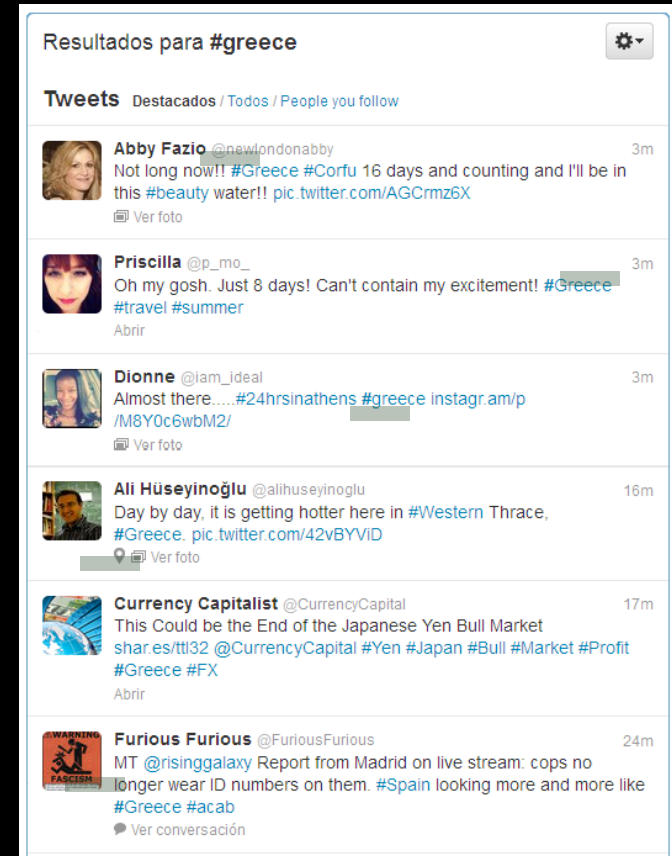 Resultados para #greece
Tweets Destacados / Todos / People you follow
Abby Fazio @newlondonabby 3m
Not long now!! #Greece #Corfu 16 days and counting and I'll be in
this #beauty water!! pic.twitter.com/AGCrmz6X
Ver foto
Priscilla @p_mo_ 3m
Oh my gosh. Just 8 days! Can't contain my excitement! #Greece
#travel #summer
Abrir
Dionne @iam_ideal 3m
Almost there.....#24hrsinathens #greece instagr.am/p
/M8Y0c6wbM2/
Ver foto
Ali Hüseyinoğlu @alihuseyinoglu 16m
Day by day, it is getting hotter here in #Western Thrace,
#Greece. pic.twitter.com/42vBYViD
Ver foto
Currency Capitalist @CurrencyCapital 17m
This Could be the End of the Japanese Yen Bull Market
shar.es/ttl32 @CurrencyCapital #Yen #Japan #Bull #Market #Profit
#Greece #FX
Abrir
WARNING
FASCISM
Furious Furious @FuriousFurious 24m
MT @risinggalaxy Report from Madrid on live stream: cops no
longer wear ID numbers on them. #Spain looking more and more like
#Greece #acab
Ver conversación